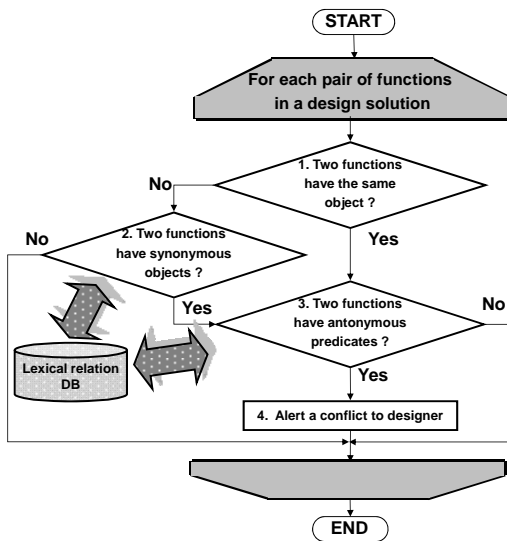 START
For each pair of functions
in a design solution
1. Two functions
have the same
object ?
No
Yes
2. Two functions
have synonymous
objects ?
No
Yes
3. Two functions
have antonymous
predicates ?
No
Yes
Lexical relation
DB
4. Alert a conflict to designer
END